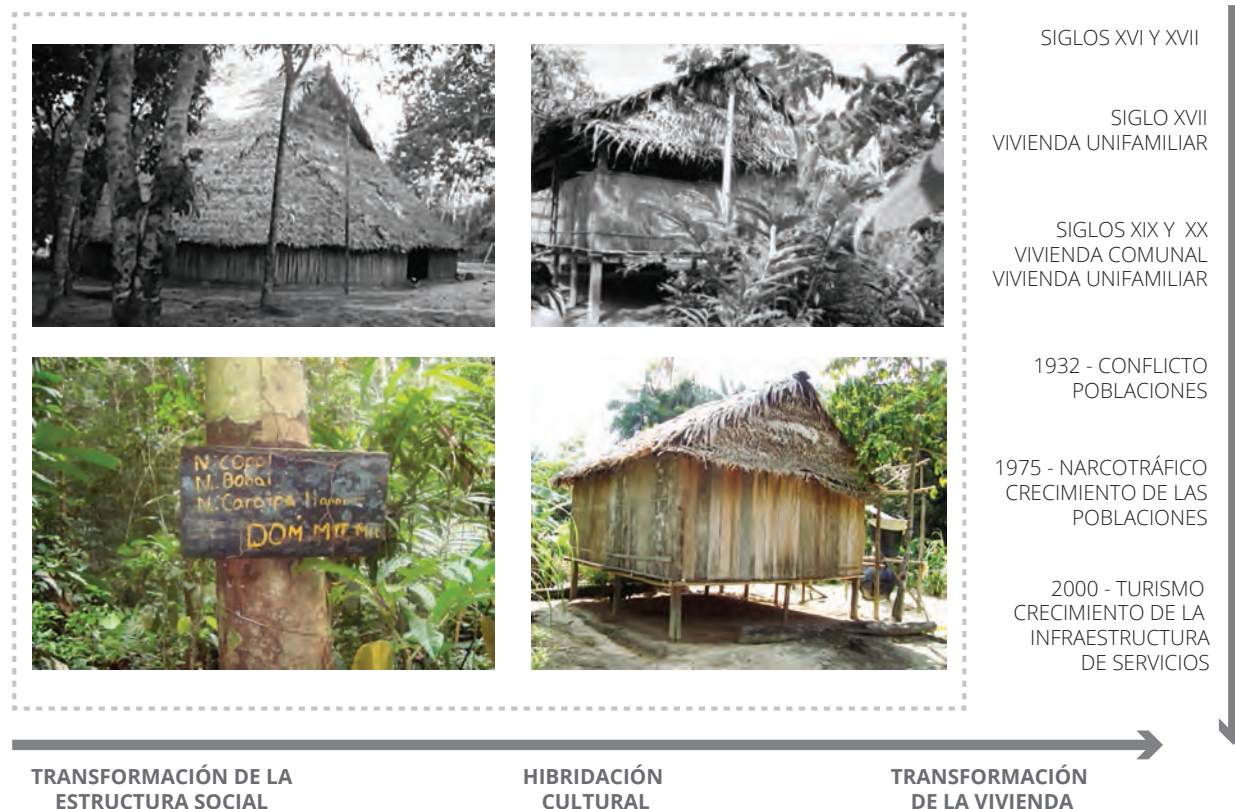 SIGLOS XVI Y XVII
SIGLO XVII
VIVIENDA UNIFAMILIAR
SIGLOS XIX Y XX
VIVIENDA COMUNAL
VIVIENDA UNIFAMILIAR
1932 - CONFLICTO
POBLACIONES
1975 - NARCOTRÁFICO
CRECIMIENTO DE LAS
POBLACIONES
2000 - TURISMO
CRECIMIENTO DE LA
INFRAESTRUCTURA
DE SERVICIOS
N. Copal
N.
N.
DOM
TRANSFORMACIÓN DE LA
ESTRUCTURA SOCIAL
HIBRIDACIÓN
CULTURAL
TRANSFORMACIÓN
DE LA VIVIENDA